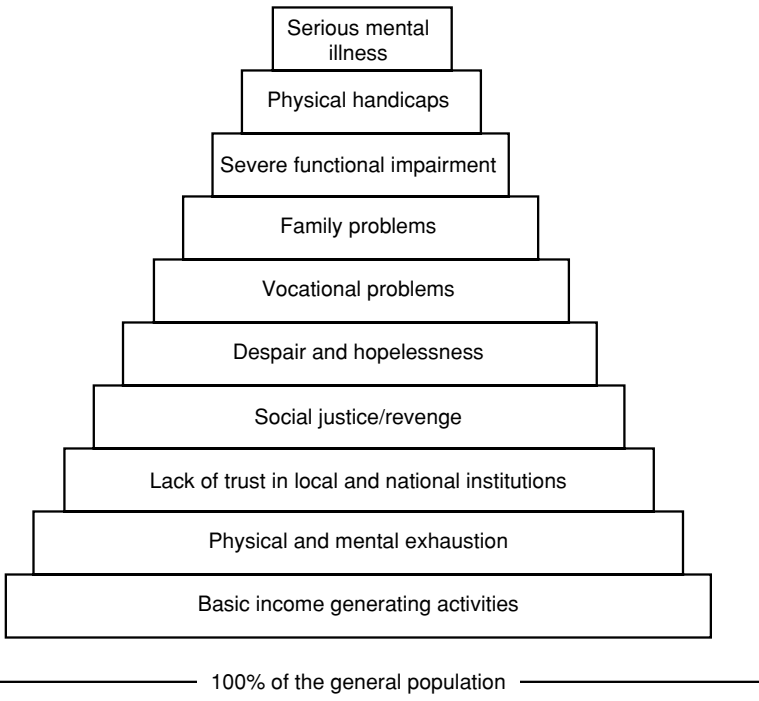 Serious mental
illness
Physical handicaps
Severe functional impairment
Family problems
Vocational problems
Despair and hopelessness
Social justice/revenge
Lack of trust in local and national institutions
Physical and mental exhaustion
Basic income generating activities
100% of the general population